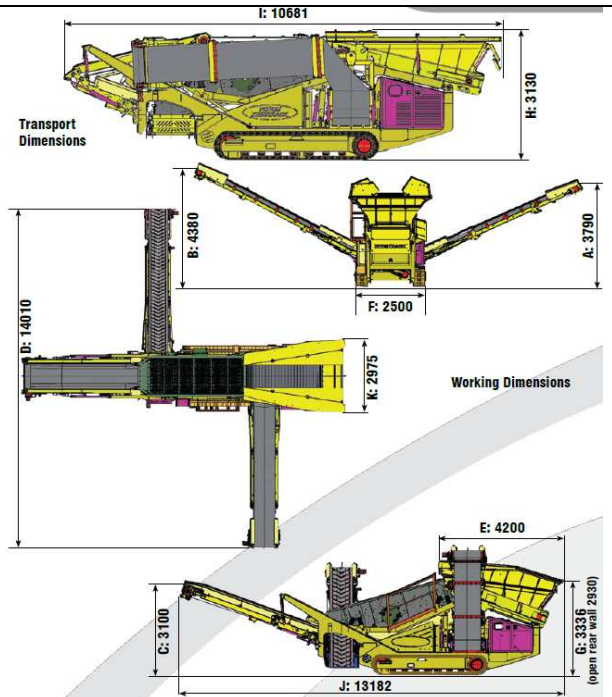 I: 10681
H: 3130
Transport
Dimensions
B: 4380
A: 3790
F: 2500
D: 14010
K: 2975
Working Dimensions
E: 4200
C: 3100
G: 3336
(open rear wall 2930)
J: 13182